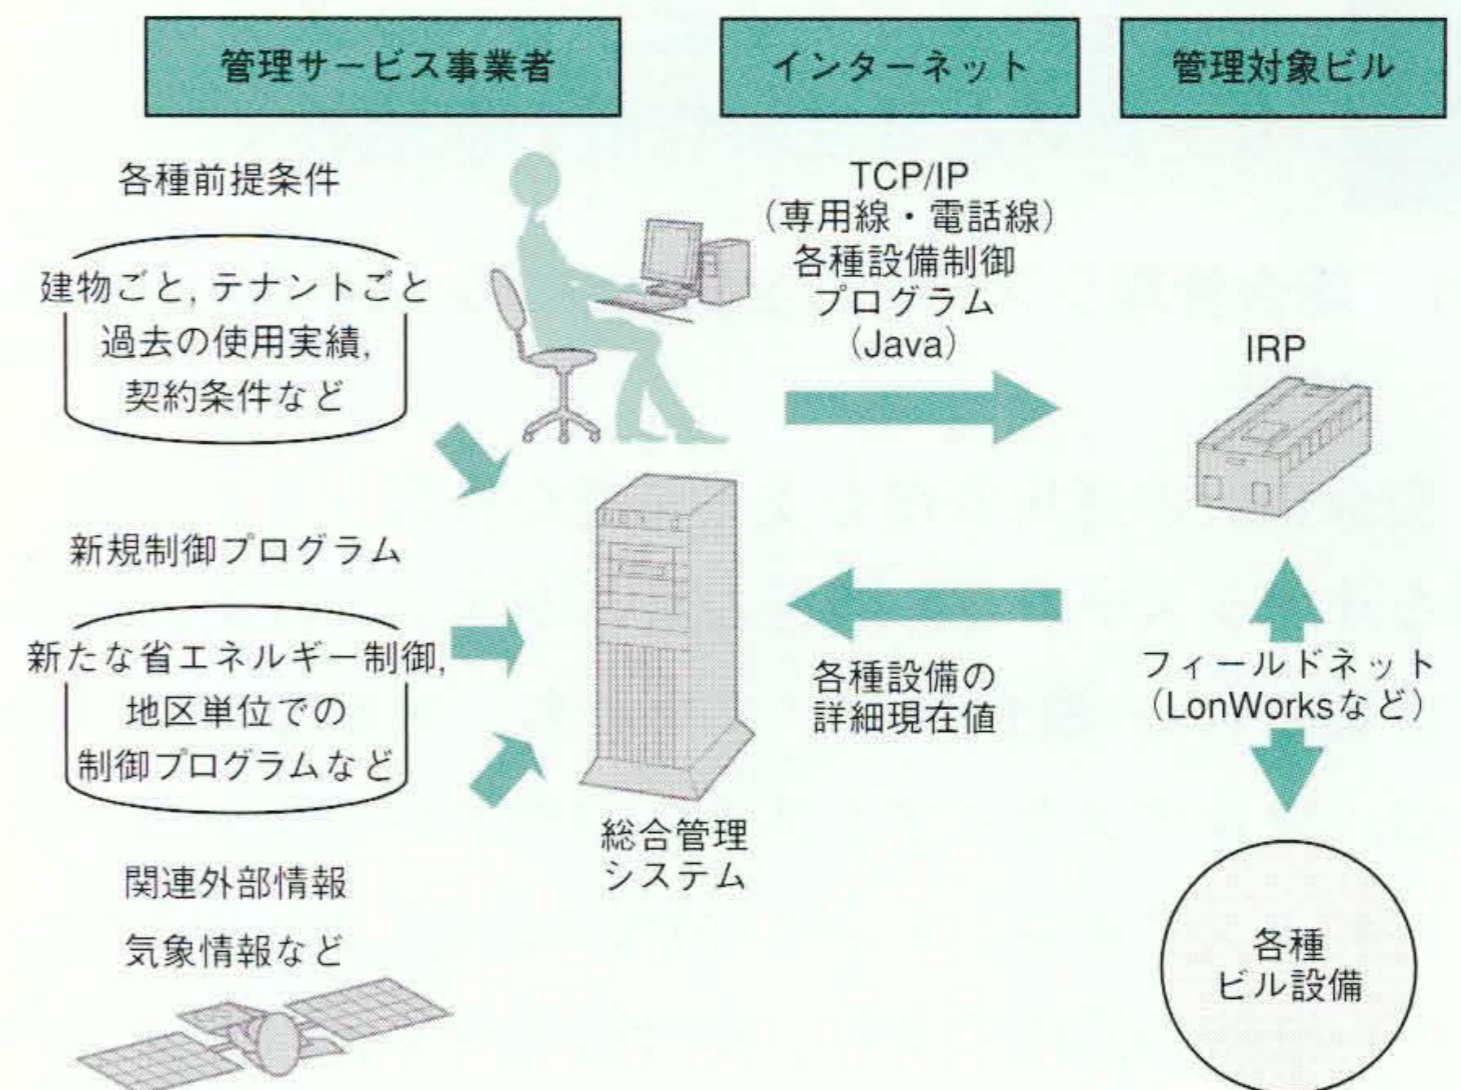 管理サービス事業者
インターネット
管理対象ビル
各種前提条件
建物ごと, テナントごと
過去の使用実績,
契約条件など
新規制御プログラム
新たな省エネルギー制御,
地区単位での
制御プログラムなど
関連外部情報
気象情報など
総合管理
システム
TCP/IP
（専用線・電話線）
各種設備制御
プログラム
（Java）
各種設備の
詳細現在値
IRP
フィールドネット
（LonWorksなど）
各種
ビル設備